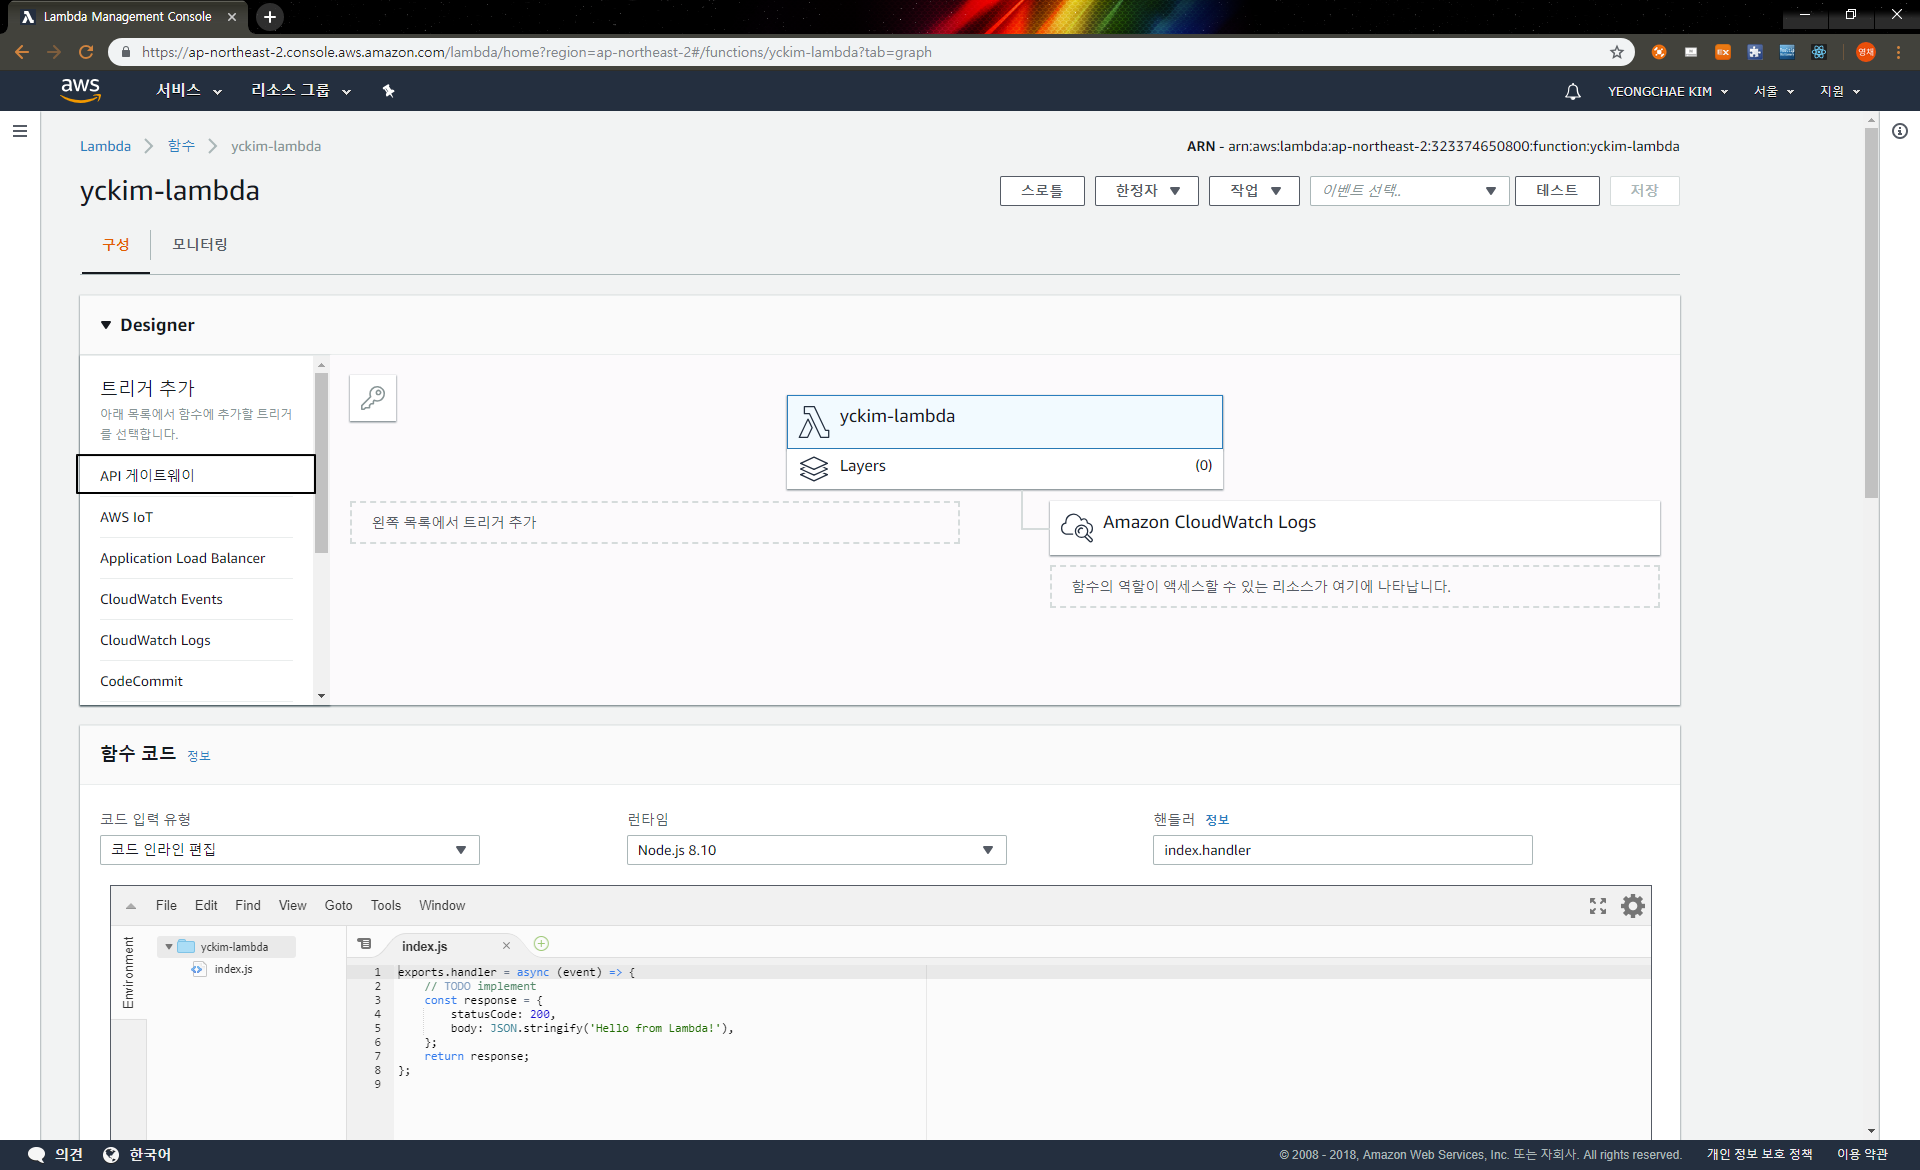 Lambda Management Console
https://ap-northeast-2.console.aws.amazon.com/lambda/home?region=ap-northeast-2#/functions/yckim-lambda?tab=graph
EX
영채
aws
서비스
리소스 그룹
YEONGCHAE KIM
서울
지원
Lambda
함수
yckim-lambda
ARN - arn:aws:lambda:ap-northeast-2:323374650800:function:yckim-lambda
yckim-lambda
스로틀
한정자
작업
이벤트 선택..
테스트
저장
구성
모니터링
Designer
트리거 추가
아래 목록에서 함수에 추가할 트리거
를 선택합니다.
API 게이트웨이
AWS IoT
Application Load Balancer
CloudWatch Events
CloudWatch Logs
CodeCommit
yckim-lambda
Layers
(0)
왼쪽 목록에서 트리거 추가
Amazon CloudWatch Logs
함수의 역할이 액세스할 수 있는 리소스가 여기에 나타납니다.
함수 코드 정보
코드 입력 유형
런타임
핸들러 정보
코드 인라인 편집
Node.js 8.10
index.handler
File Edit Find View Goto Tools Window
Environment
yckim-lambda
index.js
index.js
1 exports.handler = async (event) => {
2 // TODO implement
3 const response = {
4 statusCode: 200,
5 body: JSON.stringify('Hello from Lambda!'),
6 };
7 return response;
8 };
9
의견
한국어
© 2008 - 2018, Amazon Web Services, Inc. 또는 자회사. All rights reserved.
개인 정보 보호 정책
이용 약관